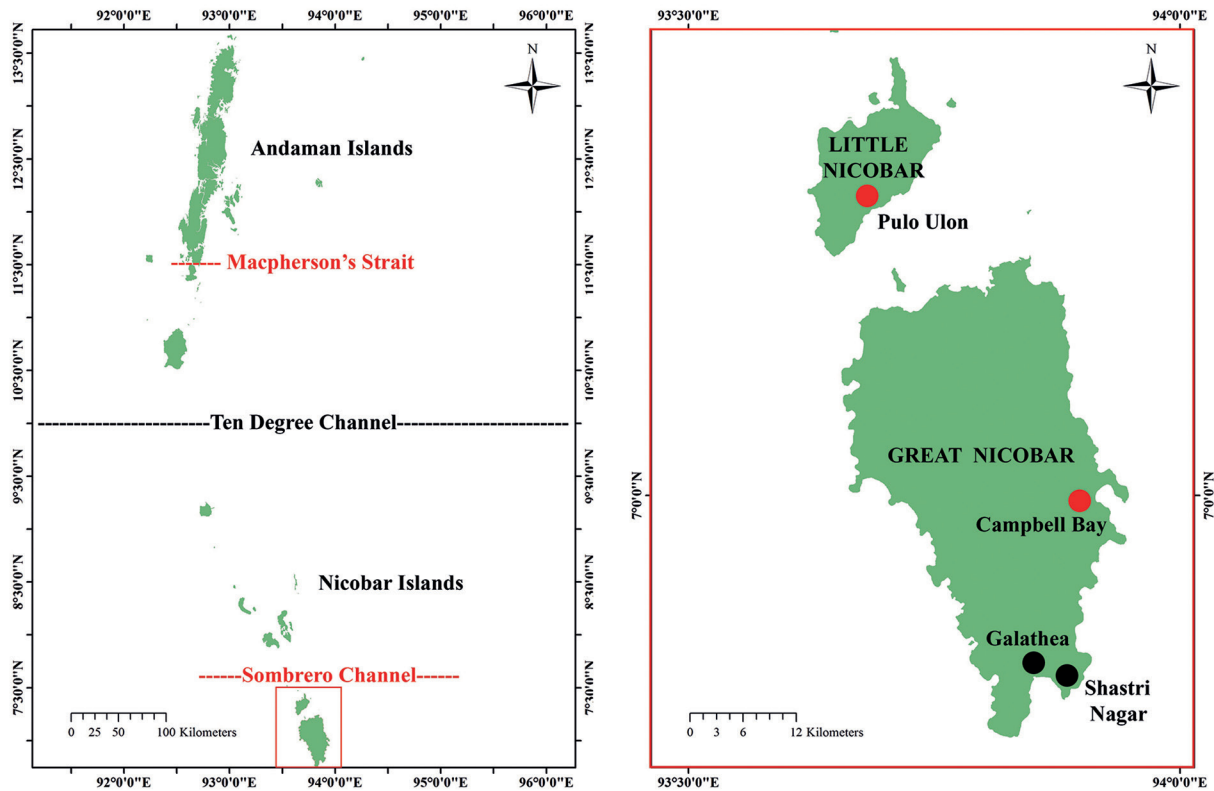 92°0'0"E 93°0'0"E 94°0'0"E 95°0'0"E 96°0'0"E
13°30'0"N
12°30'0"N
11°30'0"N
10°30'0"N
9°30'0"N
8°30'0"N
7°30'0"N
N
Andaman Islands
Macpherson's Strait
Ten Degree Channel
Nicobar Islands
Sombrero Channel
0 25 50 100 Kilometers
13°30'0"N
12°30'0"N
11°30'0"N
10°30'0"N
9°30'0"N
8°30'0"N
7°30'0"N
92°0'0"E 93°0'0"E 94°0'0"E 95°0'0"E 96°0'0"E
93°30'0"E 94°0'0"E
N
LITTLE
NICOBAR
Pulo Ulon
GREAT NICOBAR
7°0'0"N
7°0'0"N
Campbell Bay
Galathea
Shastri
Nagar
0 3 6 12 Kilometers
93°30'0"E 94°0'0"E